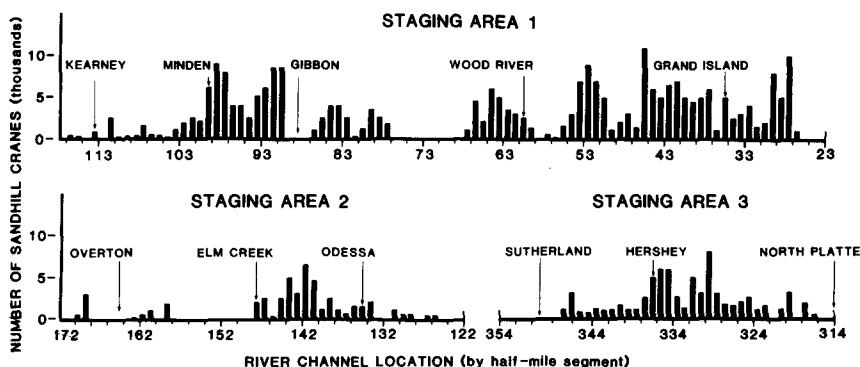 STAGING AREA 1
NUMBER OF SANDHILL CRANES (thousands)
10
5
0
KEARNEY
MINDEN
GIBBON
WOOD RIVER
GRAND ISLAND
113 103 93 83 73 63 53 43 33 23
STAGING AREA 2
10
5
0
OVERTON
ELM CREEK
ODESSA
172 162 152 142 132 122
STAGING AREA 3
SUTHERLAND
HERSHEY
NORTH PLATTE
354 344 334 324 314
RIVER CHANNEL LOCATION (by half-mile segment)